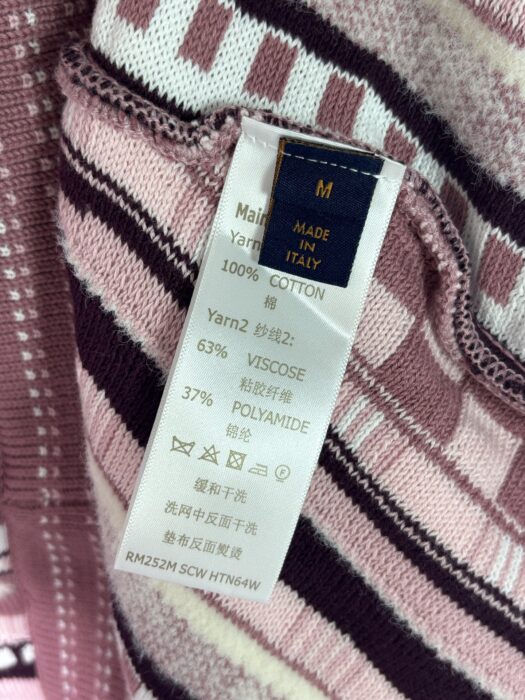 M
MADE
IN
ITALY
Main
Yarn
100% COTTON
棉
Yarn2 纱线2:
63% VISCOSE
粘胶纤维
37% POLYAMIDE
锦纶
F
缓和干洗
洗网中反面干洗
垫布反面熨烫
RM252M SCW HTN64W